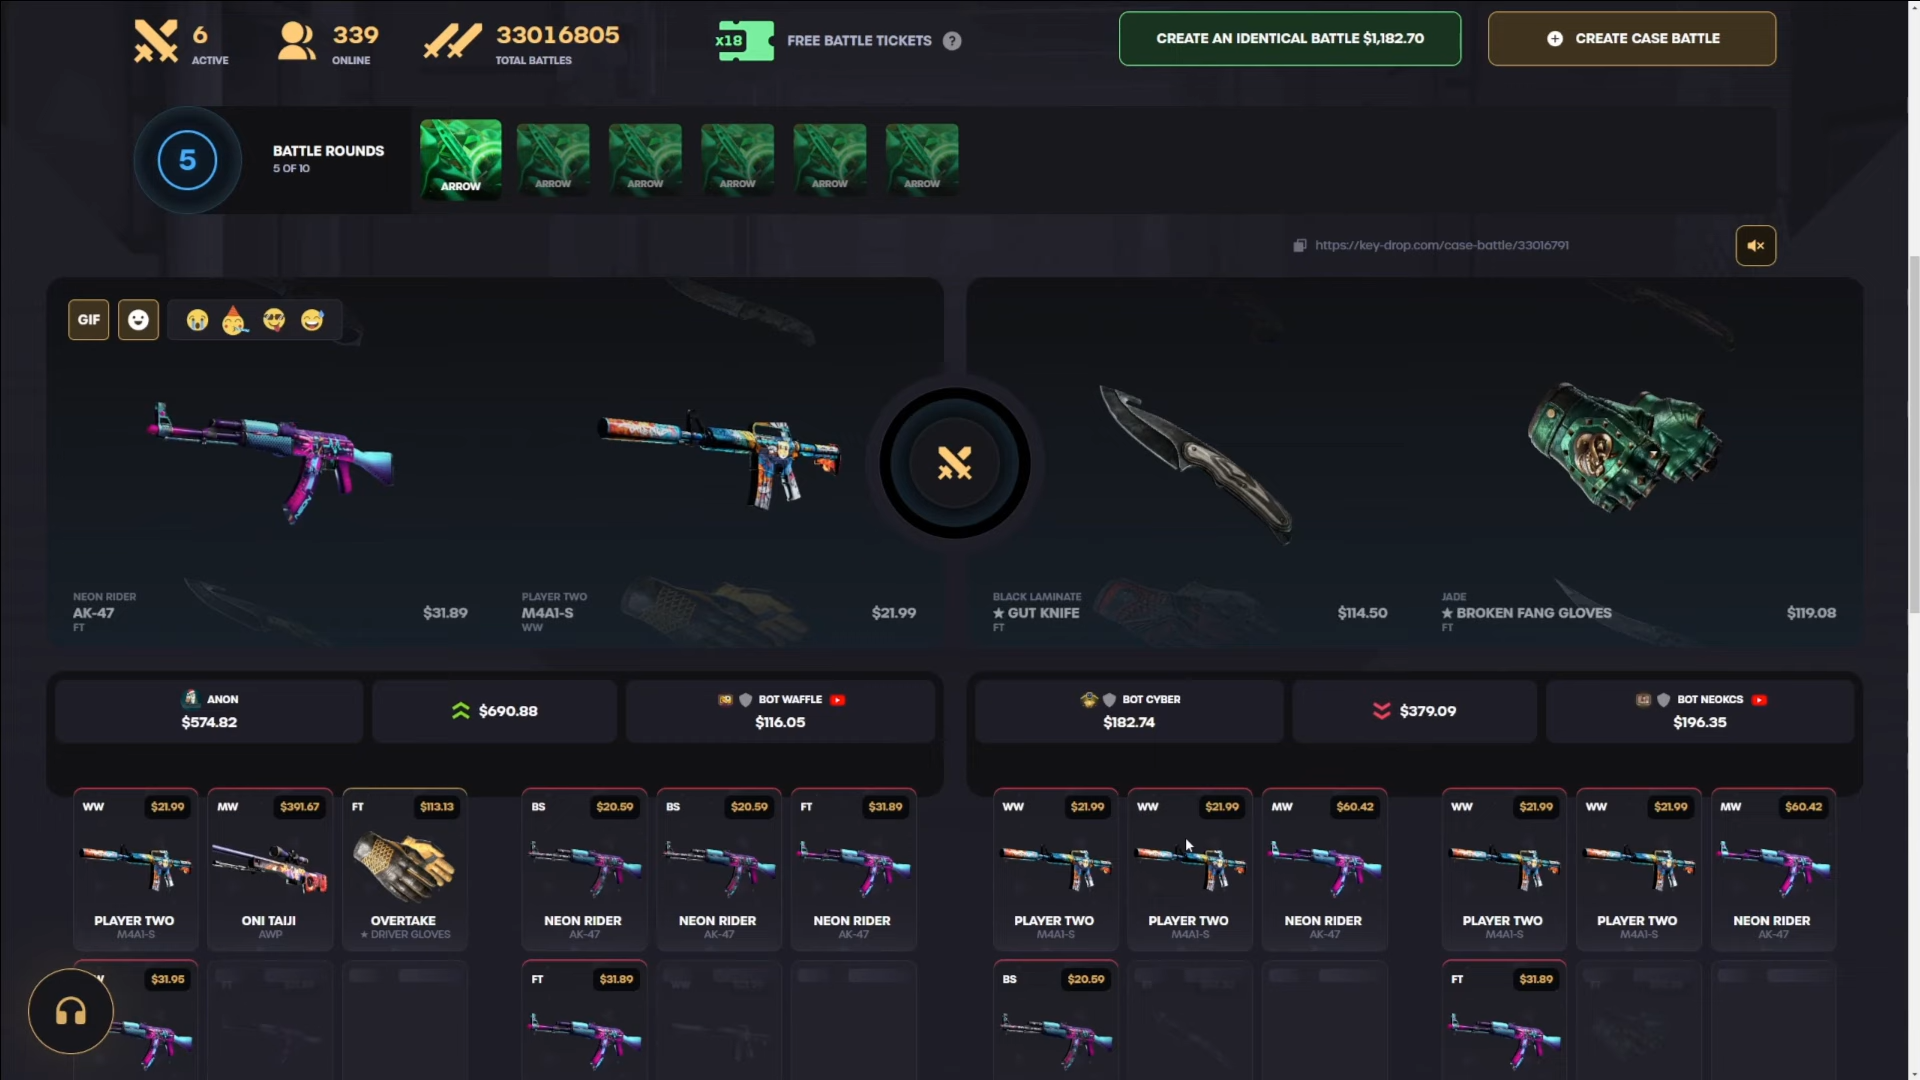 6
ACTIVE
339
ONLINE
33016805
TOTAL BATTLES
x18
FREE BATTLE TICKETS
?
CREATE AN IDENTICAL BATTLE $1,182.70
CREATE CASE BATTLE
5
BATTLE ROUNDS
5 OF 10
ARROW
ARROW
ARROW
ARROW
ARROW
ARROW
https://key-drop.com/case-battle/33016791
GIF
NEON RIDER
AK-47
FT
$31.89
PLAYER TWO
M4A1-S
WW
$21.99
BLACK LAMINATE
★ GUT KNIFE
FT
$114.50
JADE
★ BROKEN FANG GLOVES
FT
$119.08
ANON
$574.82
$690.88
BOT WAFFLE
$116.05
BOT CYBER
$182.74
$379.09
BOT NEOKCS
$196.35
WW $21.99
PLAYER TWO
M4A1-S
MW $391.67
ONI TAIJI
AWP
FT $113.13
OVERTAKE
★ DRIVER GLOVES
BS $20.59
NEON RIDER
AK-47
BS $20.59
NEON RIDER
AK-47
FT $31.89
NEON RIDER
AK-47
WW $21.99
PLAYER TWO
M4A1-S
WW $21.99
PLAYER TWO
M4A1-S
MW $60.42
NEON RIDER
AK-47
WW $21.99
PLAYER TWO
M4A1-S
WW $21.99
PLAYER TWO
M4A1-S
MW $60.42
NEON RIDER
AK-47
$31.95
FT $31.89
BS $20.59
FT $31.89